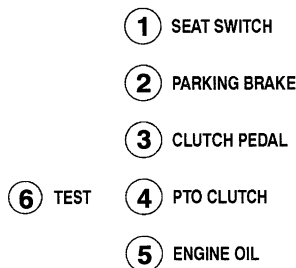 1 SEAT SWITCH
2 PARKING BRAKE
3 CLUTCH PEDAL
6 TEST 4 PTO CLUTCH
5 ENGINE OIL